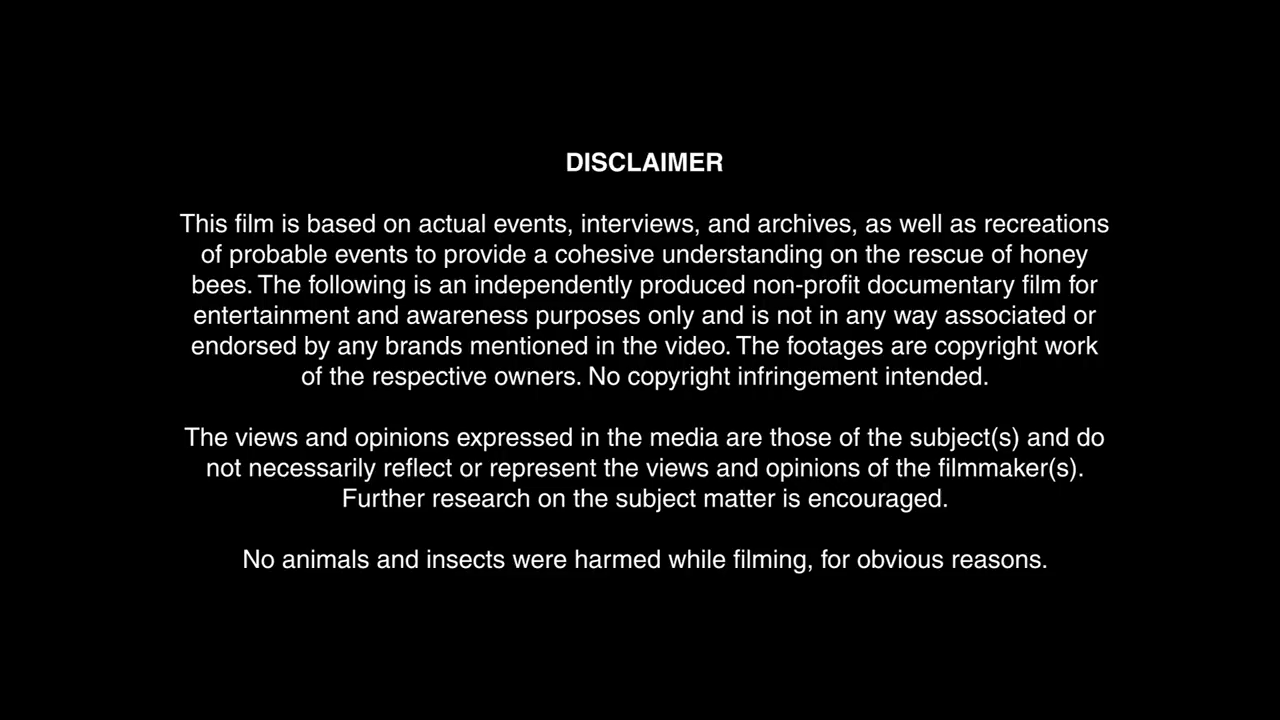 DISCLAIMER
This film is based on actual events, interviews, and archives, as well as recreations
of probable events to provide a cohesive understanding on the rescue of honey
bees. The following is an independently produced non-profit documentary film for
entertainment and awareness purposes only and is not in any way associated or
endorsed by any brands mentioned in the video. The footages are copyright work
of the respective owners. No copyright infringement intended.
The views and opinions expressed in the media are those of the subject(s) and do
not necessarily reflect or represent the views and opinions of the filmmaker(s).
Further research on the subject matter is encouraged.
No animals and insects were harmed while filming, for obvious reasons.